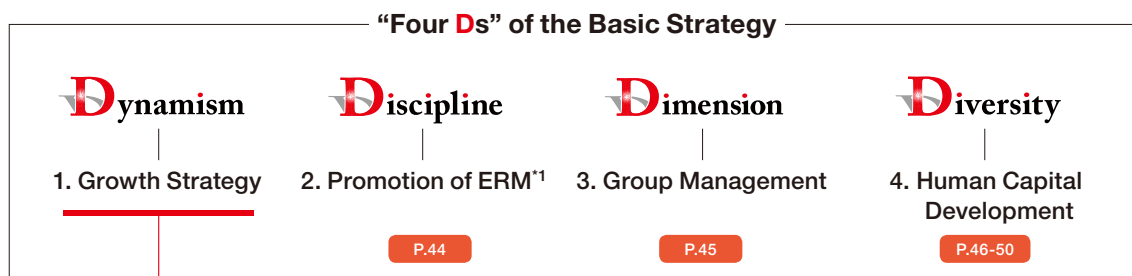 “Four Ds” of the Basic Strategy
Dynamism
Discipline
Dimension
Diversity
1. Growth Strategy
2. Promotion of ERM*1
3. Group Management
4. Human Capital
Development
P.44
P.45
P.46-50